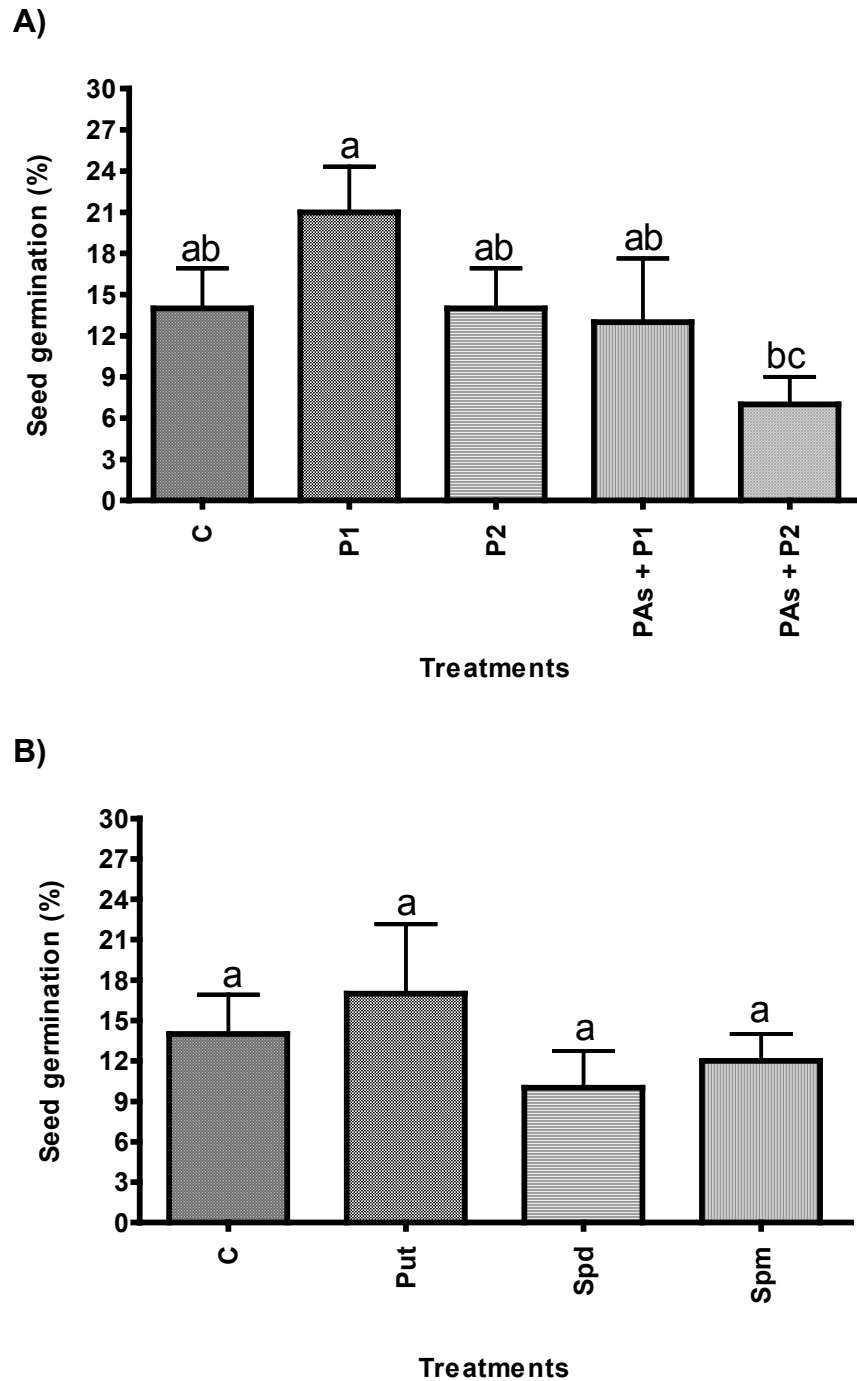 A)
Seed germination (%)
30
27
24
21
18
15
12
9
6
3
0
ab
a
ab
ab
bc
C
P1
P2
PAs + P1
PAs + P2
Treatments
B)
Seed germination (%)
30
27
24
21
18
15
12
9
6
3
0
a
a
a
a
C
Put
Spd
Spm
Treatments